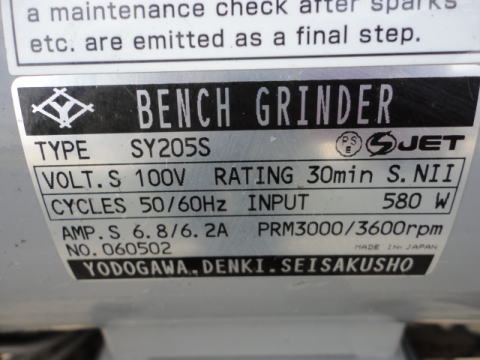 a maintenance check after sparks
etc. are emitted as a final step.
BENCH GRINDER
TYPE SY205S PSE JET
VOLT.S 100V RATING 30min S.NII
CYCLES 50/60Hz INPUT 580 W
AMP.S 6.8/6.2A PRM3000/3600rpm
NO.060502 MADE IN JAPAN
YODOGAWA.DENKI.SEISAKUSHO